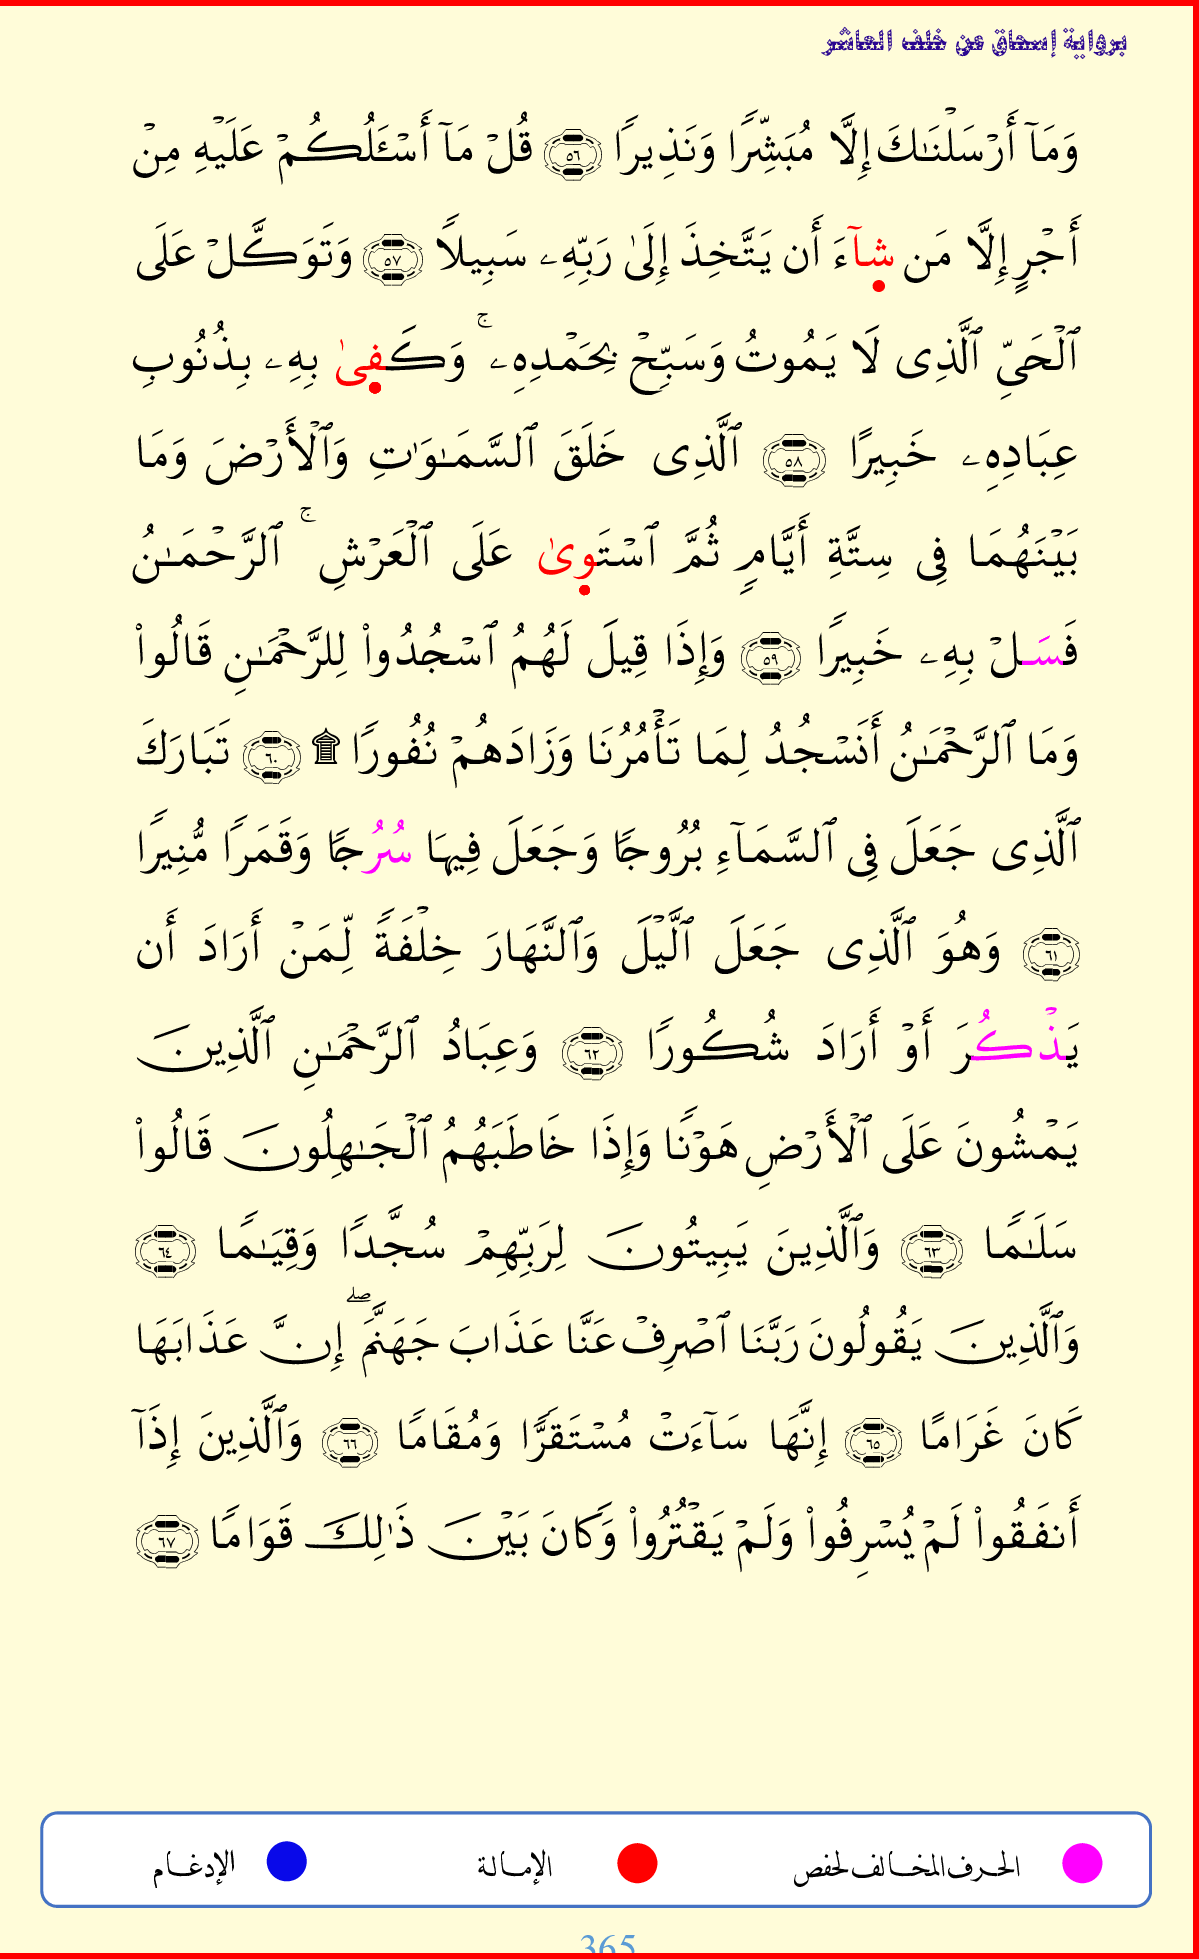 برواية إسحاق عن خلف العاشر
وَمَآ أَرۡسَلۡنَٰكَ إِلَّا مُبَشِّرٗا وَنَذِيرٗا ٥٦ قُلۡ مَآ أَسۡـَٔلُكُمۡ عَلَيۡهِ مِنۡ
أَجۡرٍ إِلَّا مَن شَآءَ أَن يَتَّخِذَ إِلَىٰ رَبِّهِۦ سَبِيلٗا ٥٧ وَتَوَكَّلۡ عَلَى
ٱلۡحَيِّ ٱلَّذِي لَا يَمُوتُ وَسَبِّحۡ بِحَمۡدِهِۦۚ وَكَفِىٰ بِهِۦ بِذُنُوبِ
عِبَادِهِۦ خَبِيرًا ٥٨ ٱلَّذِي خَلَقَ ٱلسَّمَٰوَٰتِ وَٱلۡأَرۡضَ وَمَا
بَيۡنَهُمَا فِي سِتَّةِ أَيَّامٖ ثُمَّ ٱسۡتَوِىٰ عَلَى ٱلۡعَرۡشِۚ ٱلرَّحۡمَٰنُ
فَسَلۡ بِهِۦ خَبِيرٗا ٥٩ وَإِذَا قِيلَ لَهُمُ ٱسۡجُدُواْ لِلرَّحۡمَٰنِ قَالُواْ
وَمَا ٱلرَّحۡمَٰنُ أَنَسۡجُدُ لِمَا تَأۡمُرُنَا وَزَادَهُمۡ نُفُورٗا ۩ ٦٠ تَبَارَكَ
ٱلَّذِي جَعَلَ فِي ٱلسَّمَآءِ بُرُوجٗا وَجَعَلَ فِيهَا سُرُجٗا وَقَمَرٗا مُّنِيرٗا
٦١ وَهُوَ ٱلَّذِي جَعَلَ ٱلَّيۡلَ وَٱلنَّهَارَ خِلۡفَةٗ لِّمَنۡ أَرَادَ أَن
يَذۡكُرَ أَوۡ أَرَادَ شُكُورٗا ٦٢ وَعِبَادُ ٱلرَّحۡمَٰنِ ٱلَّذِينَ
يَمۡشُونَ عَلَى ٱلۡأَرۡضِ هَوۡنٗا وَإِذَا خَاطَبَهُمُ ٱلۡجَٰهِلُونَ قَالُواْ
سَلَٰمٗا ٦٣ وَٱلَّذِينَ يَبِيتُونَ لِرَبِّهِمۡ سُجَّدٗا وَقِيَٰمٗا ٦٤
وَٱلَّذِينَ يَقُولُونَ رَبَّنَا ٱصۡرِفۡ عَنَّا عَذَابَ جَهَنَّمَۖ إِنَّ عَذَابَهَا
كَانَ غَرَامًا ٦٥ إِنَّهَا سَآءَتۡ مُسۡتَقَرّٗا وَمُقَامٗا ٦٦ وَٱلَّذِينَ إِذَآ
أَنفَقُواْ لَمۡ يُسۡرِفُواْ وَلَمۡ يَقۡتُرُواْ وَكَانَ بَيۡنَ ذَٰلِكَ قَوَامٗا ٦٧
الحرف المخالف لحفص الإمالة الإدغام
365